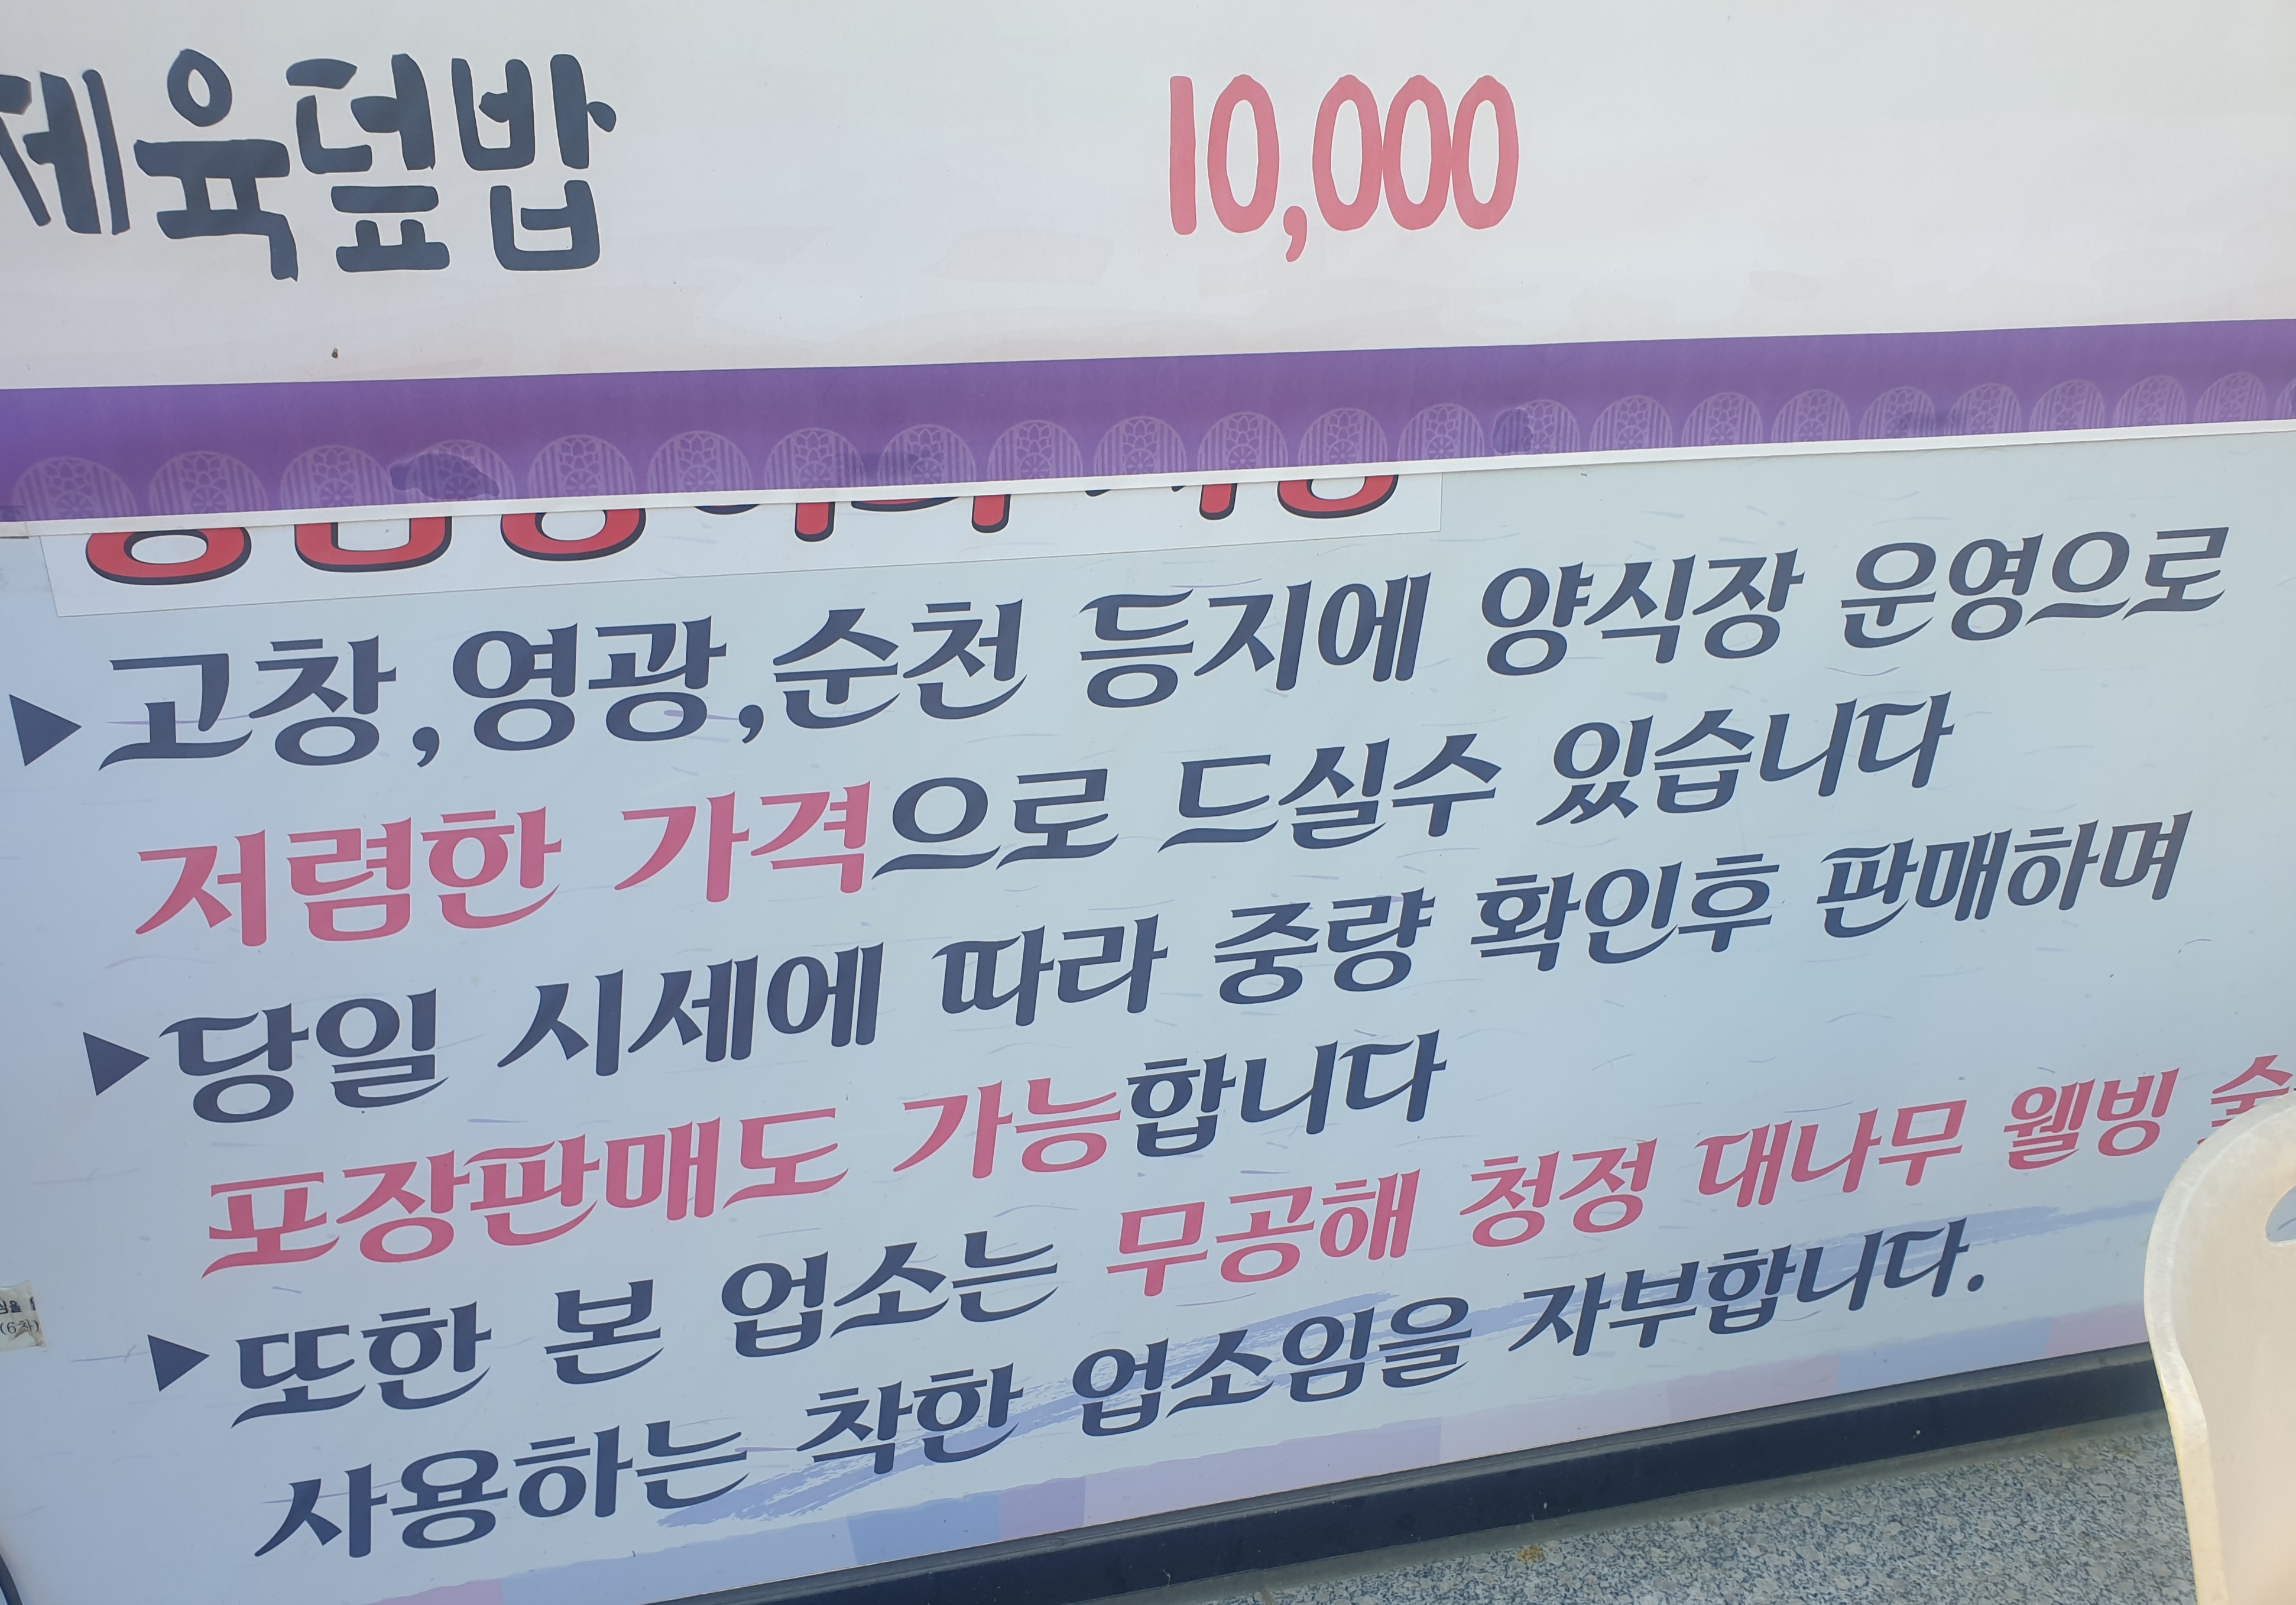 제육덮밥 10,000
▶고창,영광,순천 등지에 양식장 운영으로
저렴한 가격으로 드실수 있습니다
▶당일 시세에 따라 중량 확인후 판매하며
포장판매도 가능합니다
▶또한 본 업소는 무공해 청정 대나무 웰빙
사용하는 착한 업소임을 자부합니다.
(6차)